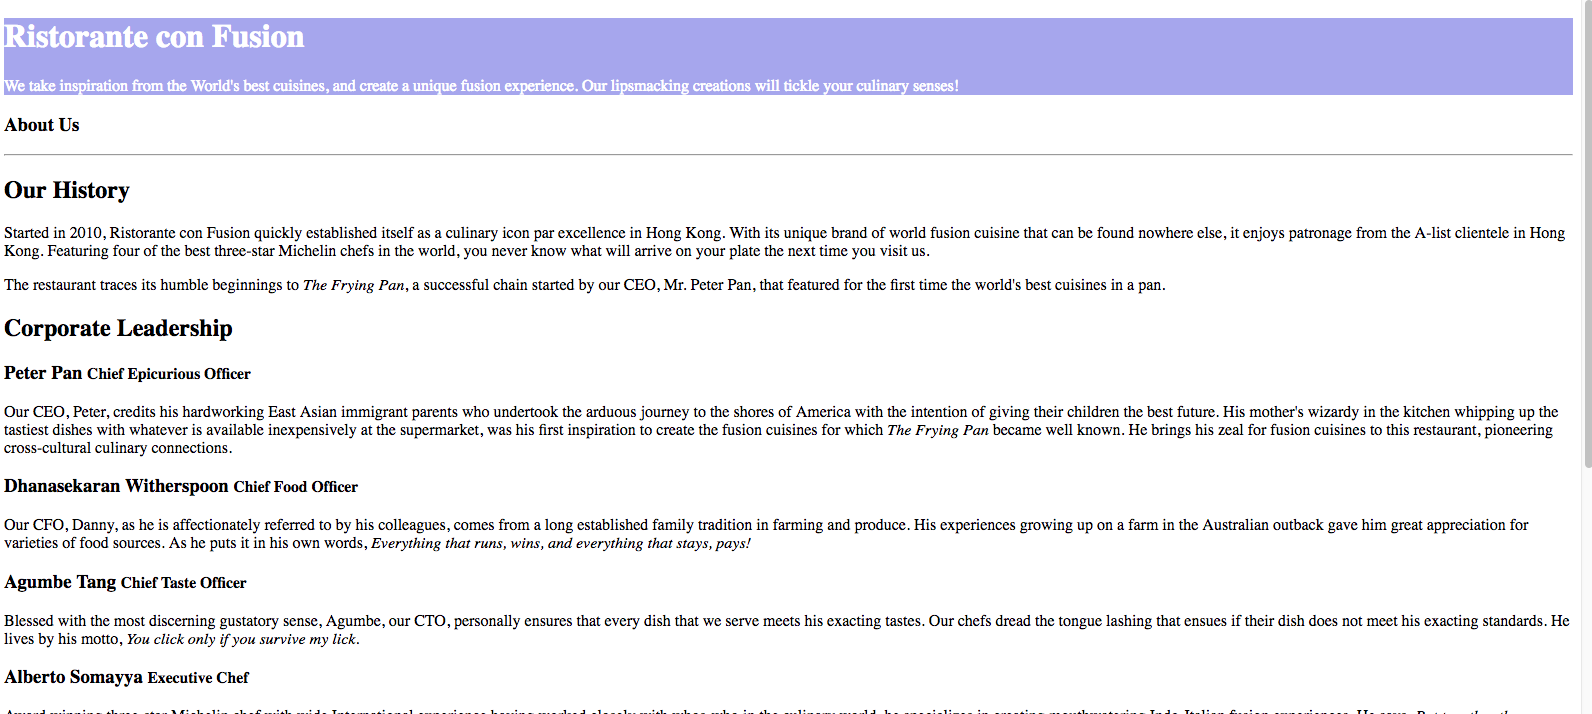 Ristorante con Fusion
We take inspiration from the World's best cuisines, and create a unique fusion experience. Our lipsmacking creations will tickle your culinary senses!
About Us
Our History
Started in 2010, Ristorante con Fusion quickly established itself as a culinary icon par excellence in Hong Kong. With its unique brand of world fusion cuisine that can be found nowhere else, it enjoys patronage from the A-list clientele in Hong
Kong. Featuring four of the best three-star Michelin chefs in the world, you never know what will arrive on your plate the next time you visit us.
The restaurant traces its humble beginnings to The Frying Pan, a successful chain started by our CEO, Mr. Peter Pan, that featured for the first time the world's best cuisines in a pan.
Corporate Leadership
Peter Pan Chief Epicurious Officer
Our CEO, Peter, credits his hardworking East Asian immigrant parents who undertook the arduous journey to the shores of America with the intention of giving their children the best future. His mother's wizardy in the kitchen whipping up the
tastiest dishes with whatever is available inexpensively at the supermarket, was his first inspiration to create the fusion cuisines for which The Frying Pan became well known. He brings his zeal for fusion cuisines to this restaurant, pioneering
cross-cultural culinary connections.
Dhanasekaran Witherspoon Chief Food Officer
Our CFO, Danny, as he is affectionately referred to by his colleagues, comes from a long established family tradition in farming and produce. His experiences growing up on a farm in the Australian outback gave him great appreciation for
varieties of food sources. As he puts it in his own words, Everything that runs, wins, and everything that stays, pays!
Agumbe Tang Chief Taste Officer
Blessed with the most discerning gustatory sense, Agumbe, our CTO, personally ensures that every dish that we serve meets his exacting tastes. Our chefs dread the tongue lashing that ensues if their dish does not meet his exacting standards. He
lives by his motto, You click only if you survive my lick.
Alberto Somayya Executive Chef